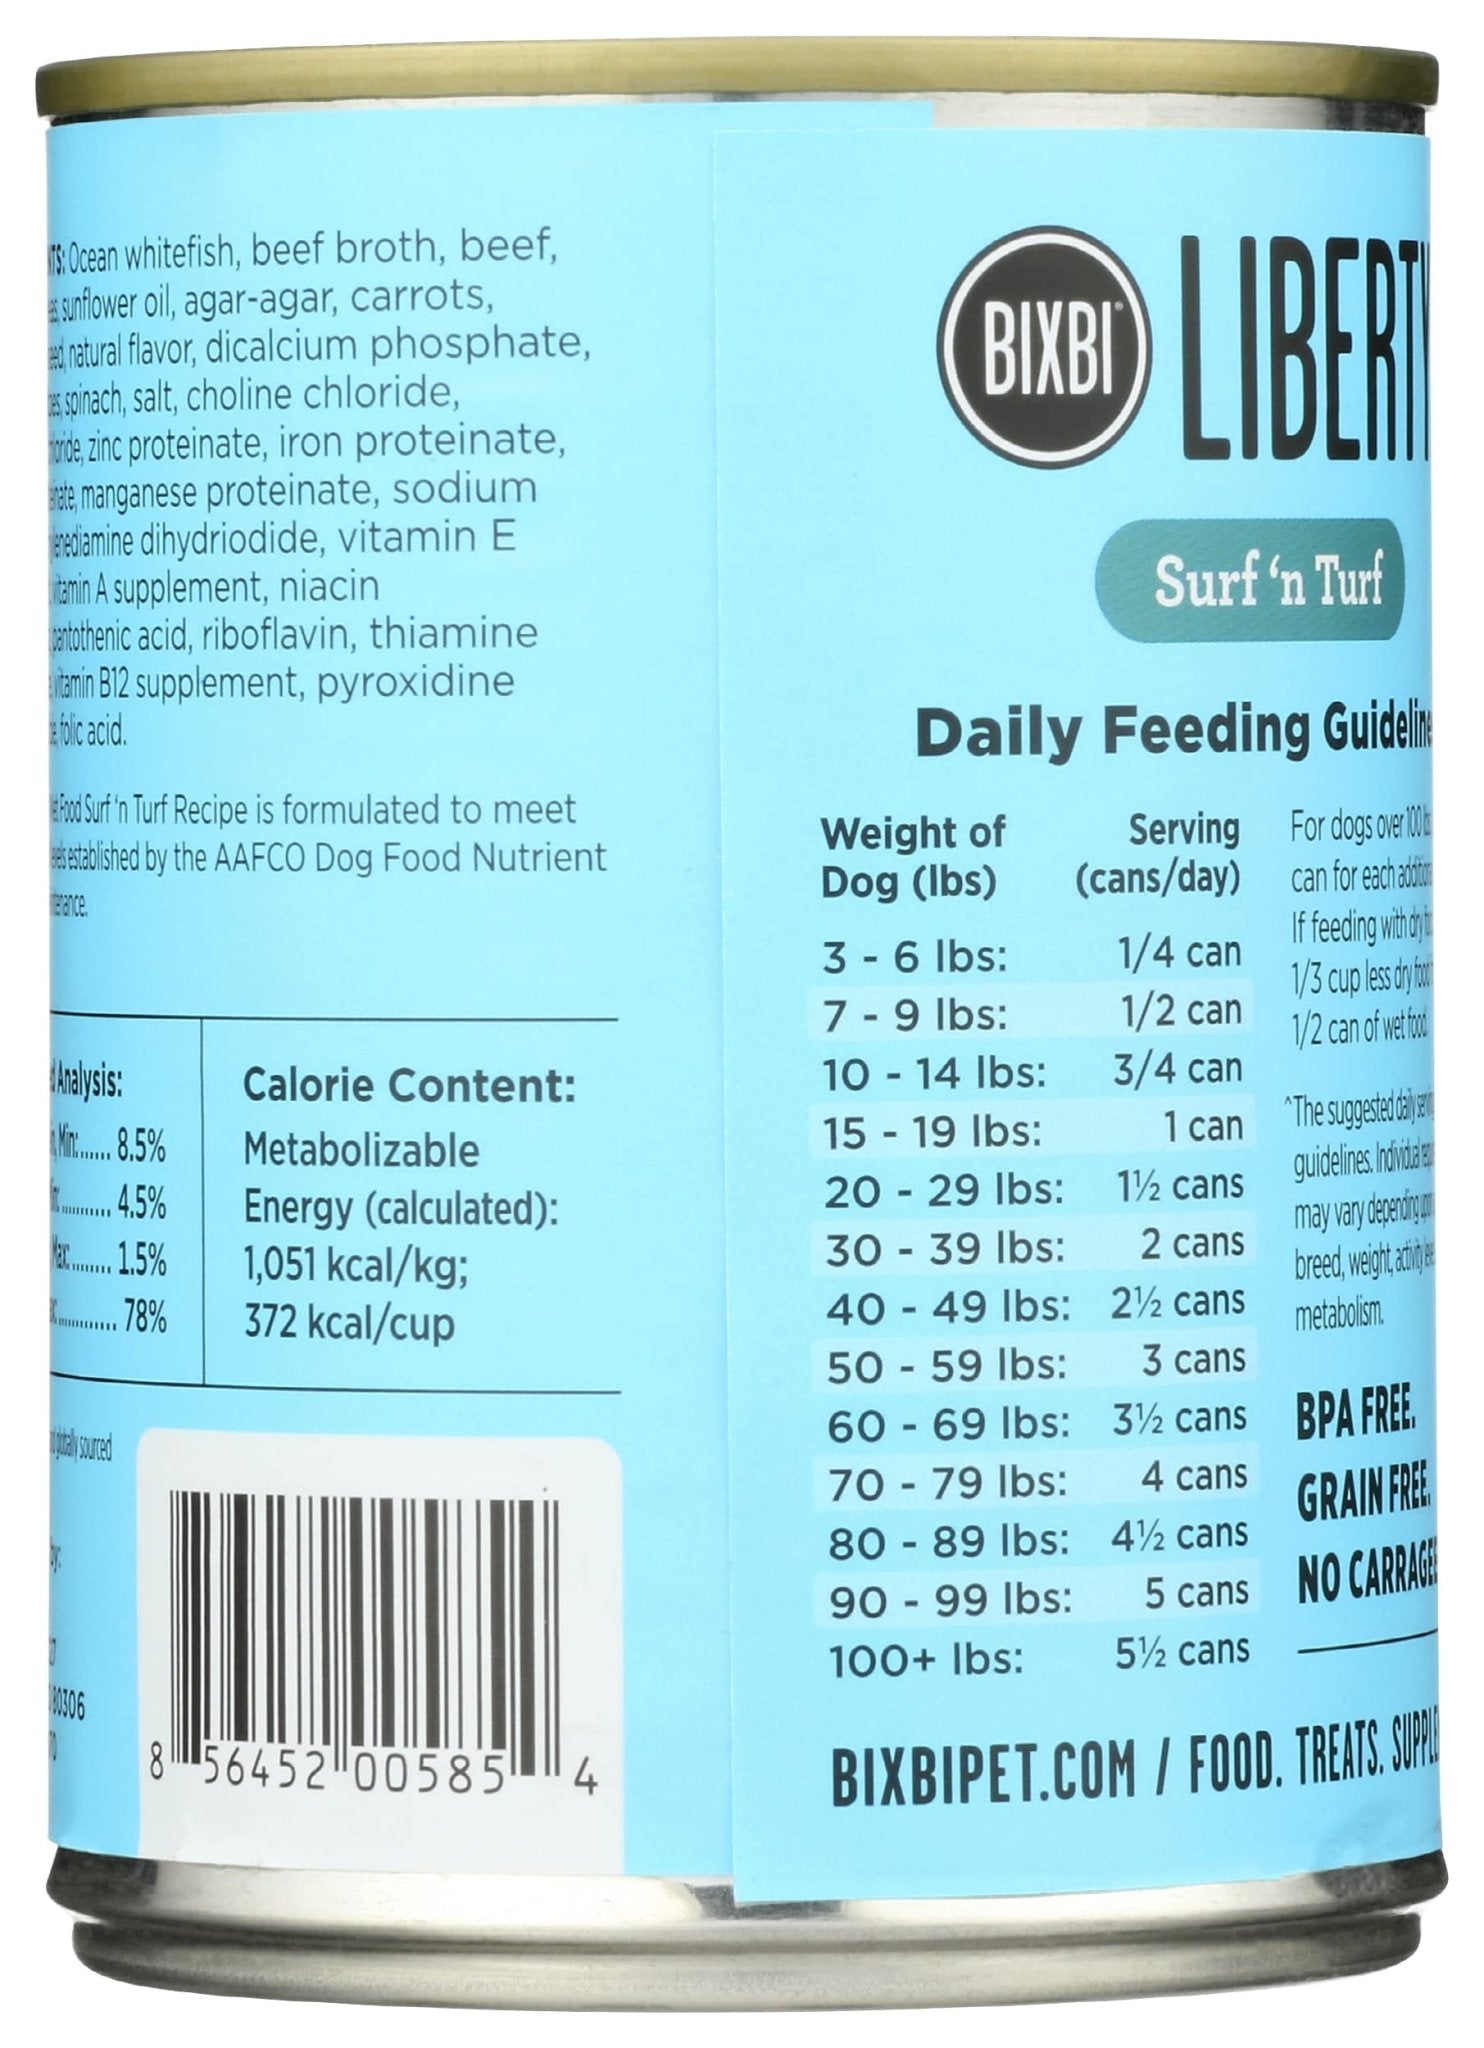 Ocean whitefish, beef broth, beef,
sunflower oil, agar-agar, carrots,
natural flavor, dicalcium phosphate,
spinach, salt, choline chloride,
zinc proteinate, iron proteinate,
manganese proteinate, sodium
dihydriodide, vitamin E
vitamin A supplement, niacin
pantothenic acid, riboflavin, thiamine
vitamin B12 supplement, pyroxidine
folic acid.
Food Surf 'n Turf Recipe is formulated to meet
established by the AAFCO Dog Food Nutrient
Analysis:
Min:...... 8.5%
4.5%
Max:....... 1.5%
78%
Calorie Content:
Metabolizable
Energy (calculated):
1,051 kcal/kg;
372 kcal/cup
globally sourced
80306
8 56452 00585 4
BIXBI® LIBERTY
Surf 'n Turf
Daily Feeding
Weight of Dog (lbs) Serving (cans/day)
3 - 6 lbs: 1/4 can
7 - 9 lbs: 1/2 can
10 - 14 lbs: 3/4 can
15 - 19 lbs: 1 can
20 - 29 lbs: 1½ cans
30 - 39 lbs: 2 cans
40 - 49 lbs: 2½ cans
50 - 59 lbs: 3 cans
60 - 69 lbs: 3½ cans
70 - 79 lbs: 4 cans
80 - 89 lbs: 4½ cans
90 - 99 lbs: 5 cans
100+ lbs: 5½ cans
For dogs over 100
can for each
If feeding with dry
1/3 cup less dry food
1/2 can of wet food.
^The suggested daily
guidelines. Individual
may vary depending upon
breed, weight, activity
metabolism.
BPA FREE.
GRAIN FREE.
NO
BIXBIPET.COM / FOOD. TREATS.